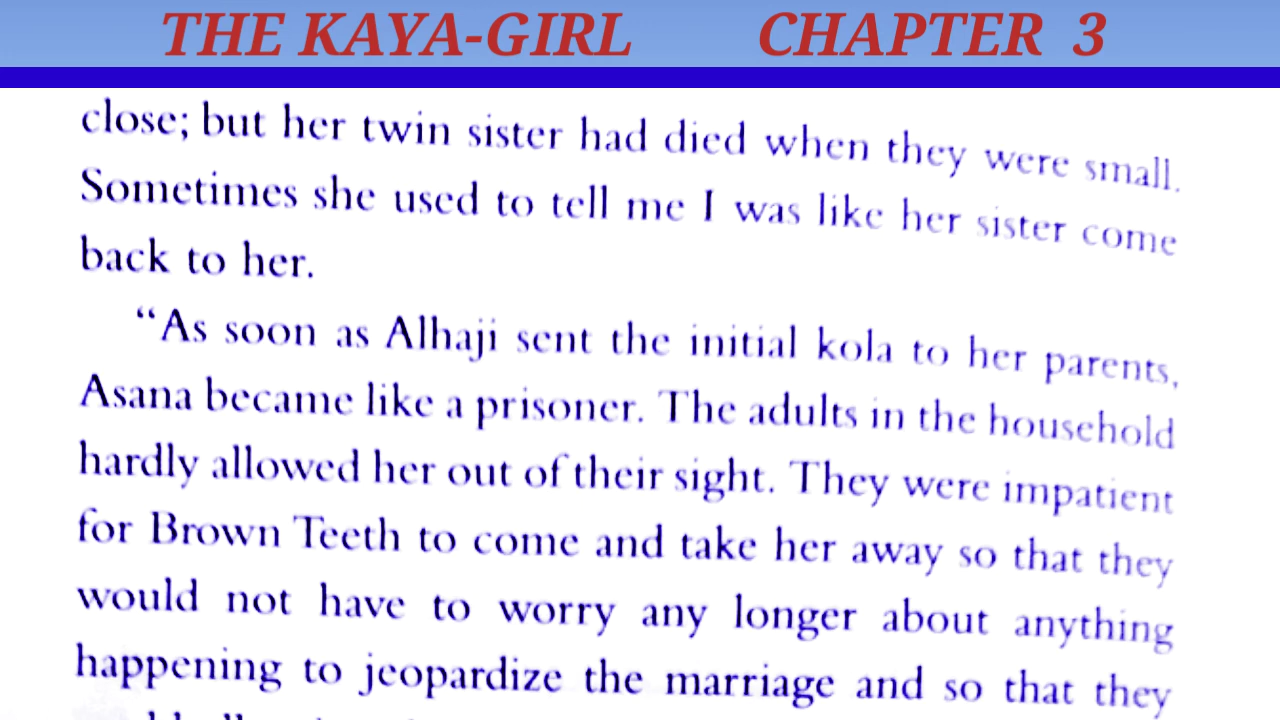 THE KAYA-GIRL CHAPTER 3
close; but her twin sister had died when they were small.
Sometimes she used to tell me I was like her sister come
back to her.
“As soon as Alhaji sent the initial kola to her parents,
Asana became like a prisoner. The adults in the household
hardly allowed her out of their sight. They were impatient
for Brown Teeth to come and take her away so that they
would not have to worry any longer about anything
happening to jeopardize the marriage and so that they